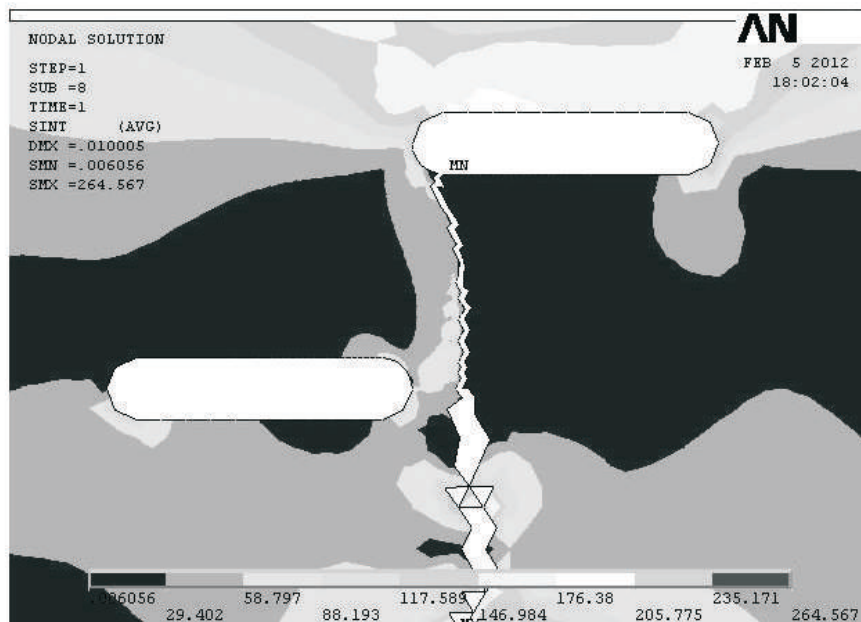 NODAL SOLUTION
STEP=1
SUB =8
TIME=1
SINT (AVG)
DMX =.010005
SMN =.006056
SMX =264.567
AN
FEB 5 2012
18:02:04
MN
.006056
58.797
117.589
176.38
235.171
29.402
88.193
146.984
205.775
264.567